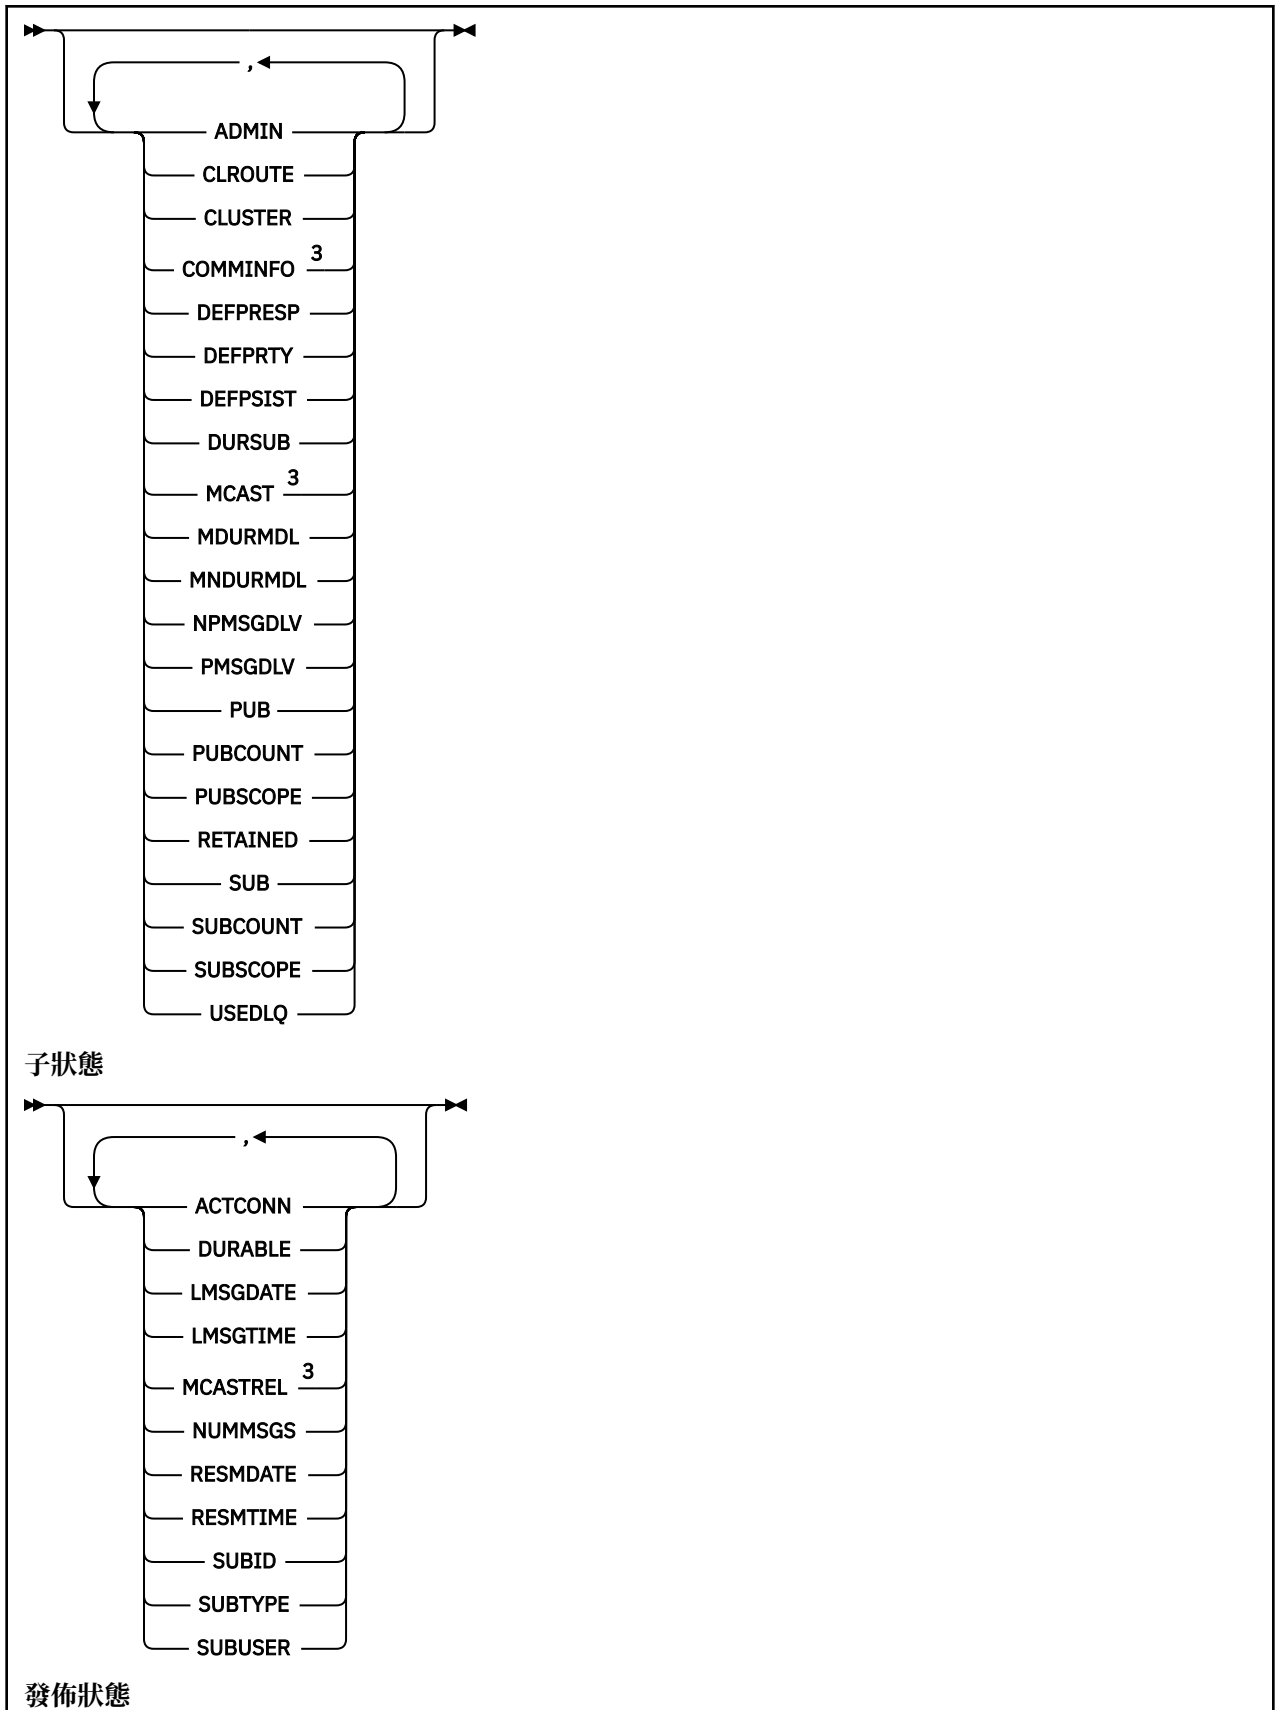 ,
ADMIN
CLROUTE
CLUSTER
COMMINFO 3
DEFPRESP
DEFPRTY
DEFPSIST
DURSUB
MCAST 3
MDURMDL
MNDURMDL
NPMSGDLV
PMSGDLV
PUB
PUBCOUNT
PUBSCOPE
RETAINED
SUB
SUBCOUNT
SUBSCOPE
USEDLQ
子狀態
,
ACTCONN
DURABLE
LMSGDATE
LMSGTIME
MCASTREL 3
NUMMSGS
RESMDATE
RESMTIME
SUBID
SUBTYPE
SUBUSER
發佈狀態